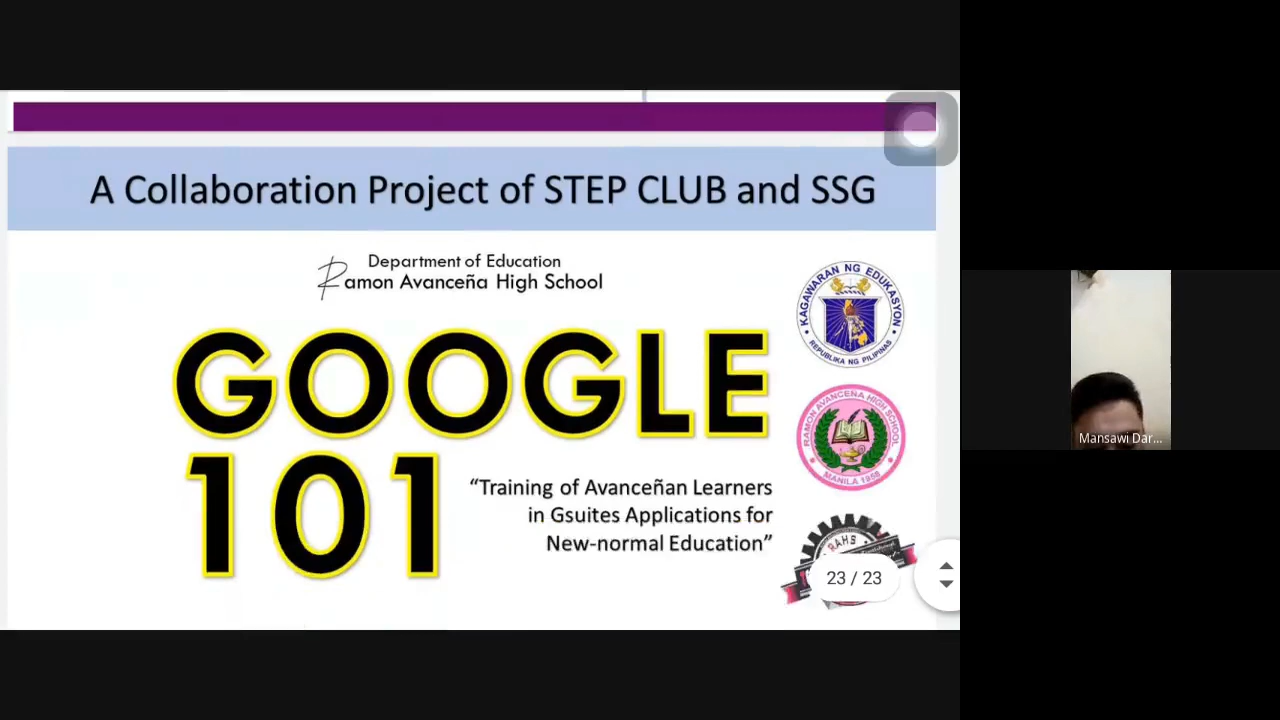 A Collaboration Project of STEP CLUB and SSG
Department of Education
Ramon Avanceña High School
GOOGLE
101
“Training of Avanceñan Learners
in Gsuites Applications for
New-normal Education”
KAGAWARAN NG EDUKASYON
REPUBLIKA NG PILIPINAS
RAMON AVANCEÑA HIGH SCHOOL
MANILA 1958
RAHS
23 / 23
Mansawi Dar...